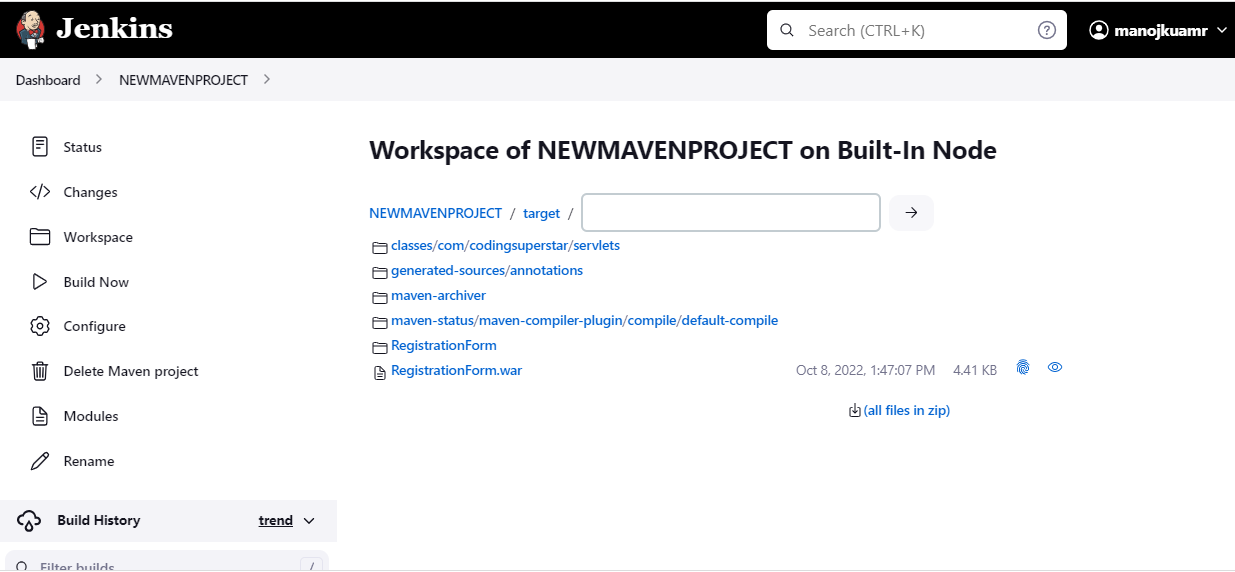 Jenkins
Search (CTRL+K)
manojkuamr
Dashboard
NEWMAVENPROJECT
Status
Changes
Workspace
Build Now
Configure
Delete Maven project
Modules
Rename
Build History trend
Filter builds /
Workspace of NEWMAVENPROJECT on Built-In Node
NEWMAVENPROJECT / target /
classes/com/codingsuperstar/servlets
generated-sources/annotations
maven-archiver
maven-status/maven-compiler-plugin/compile/default-compile
RegistrationForm
RegistrationForm.war Oct 8, 2022, 1:47:07 PM 4.41 KB
(all files in zip)